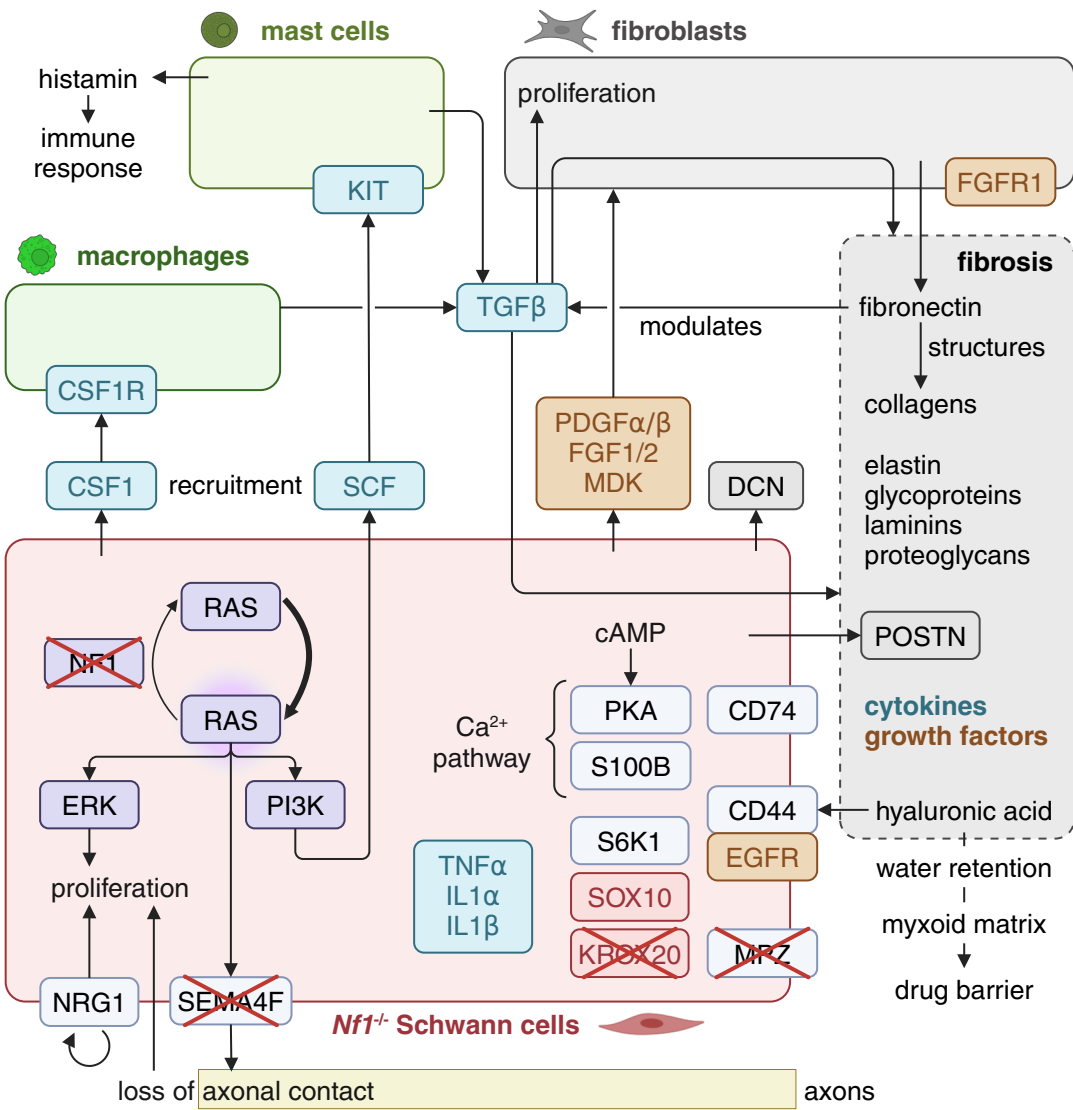 mast cells
fibroblasts
histamin
immune
response
proliferation
KIT
FGFR1
macrophages
fibrosis
TGFβ
fibronectin
modulates
structures
CSF1R
collagens
PDGFα/β
FGF1/2
MDK
CSF1
recruitment
SCF
DCN
elastin
glycoproteins
laminins
proteoglycans
RAS
NF1
cAMP
POSTN
RAS
PKA
CD74
Ca²⁺
pathway
S100B
cytokines
growth factors
ERK
PI3K
CD44
hyaluronic acid
S6K1
EGFR
TNFα
IL1α
IL1β
water retention
proliferation
SOX10
myxoid matrix
KROX20
MPZ
drug barrier
NRG1
SEMA4F
Nf1⁻/⁻ Schwann cells
loss of axonal contact
axons